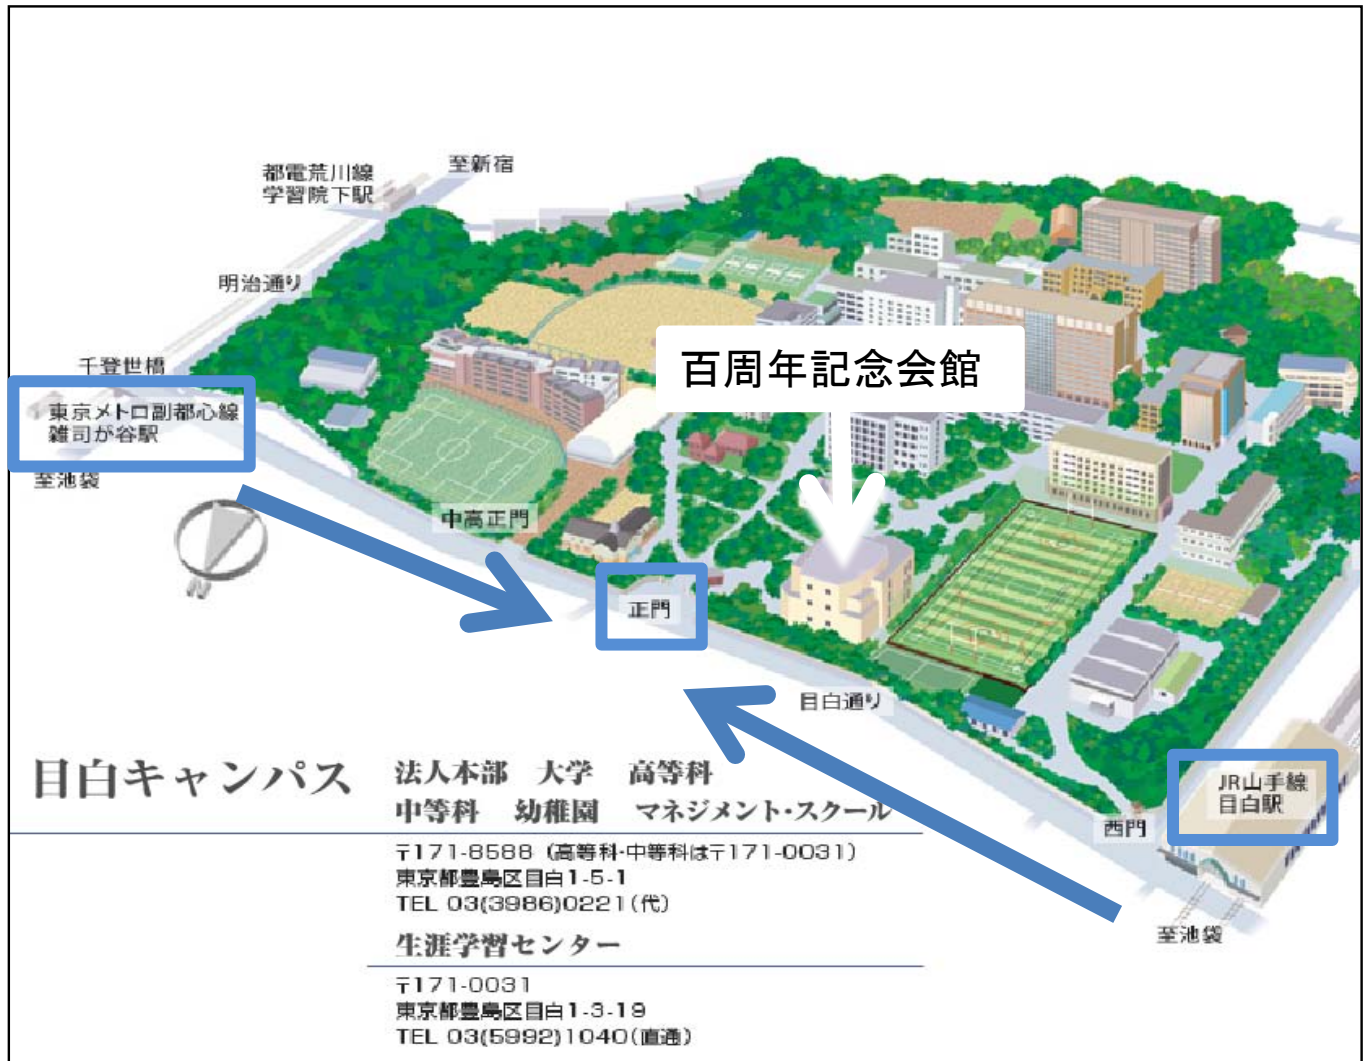 至新宿
都電荒川線
学習院下駅
明治通り
千登世橋
東京メトロ副都心線
雑司が谷駅
至池袋
百周年記念会館
中高正門
正門
目白通り
JR山手線
目白駅
西門
至池袋
N
目白キャンパス
法人本部 大学 高等科
中等科 幼稚園 マネジメント・スクール
〒171-8588 (高等科・中等科は〒171-0031)
東京都豊島区目白1-5-1
TEL 03(3986)0221(代)
生涯学習センター
〒171-0031
東京都豊島区目白1-3-19
TEL 03(5992)1040(直通)